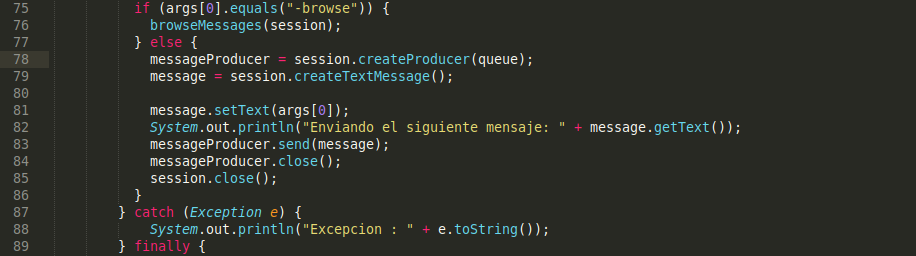 75 if (args[0].equals("-browse")) {
76 browseMessages(session);
77 } else {
78 messageProducer = session.createProducer(queue);
79 message = session.createTextMessage();
80
81 message.setText(args[0]);
82 System.out.println("Enviando el siguiente mensaje: " + message.getText());
83 messageProducer.send(message);
84 messageProducer.close();
85 session.close();
86 }
87 } catch (Exception e) {
88 System.out.println("Excepcion : " + e.toString());
89 } finally {